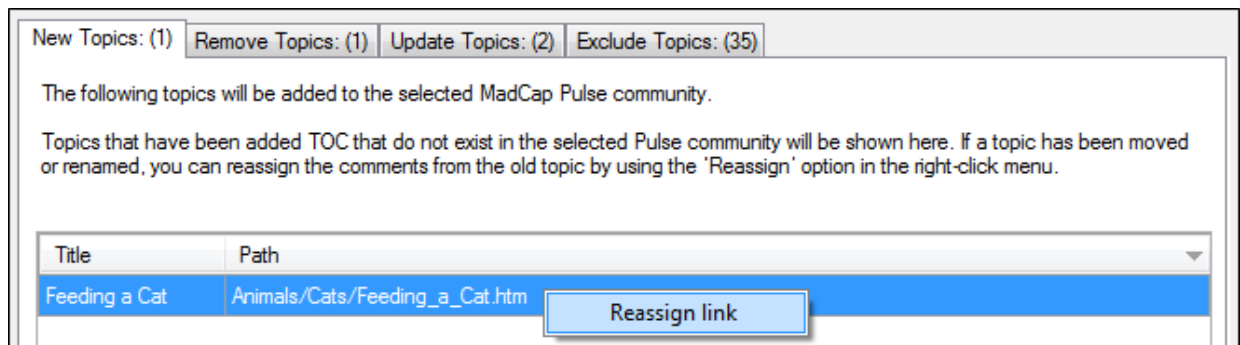 New Topics: (1) Remove Topics: (1) Update Topics: (2) Exclude Topics: (35)
The following topics will be added to the selected MadCap Pulse community.
Topics that have been added TOC that do not exist in the selected Pulse community will be shown here. If a topic has been moved
or renamed, you can reassign the comments from the old topic by using the 'Reassign' option in the right-click menu.
Title Path
Feeding a Cat Animals/Cats/Feeding_a_Cat.htm
Reassign link